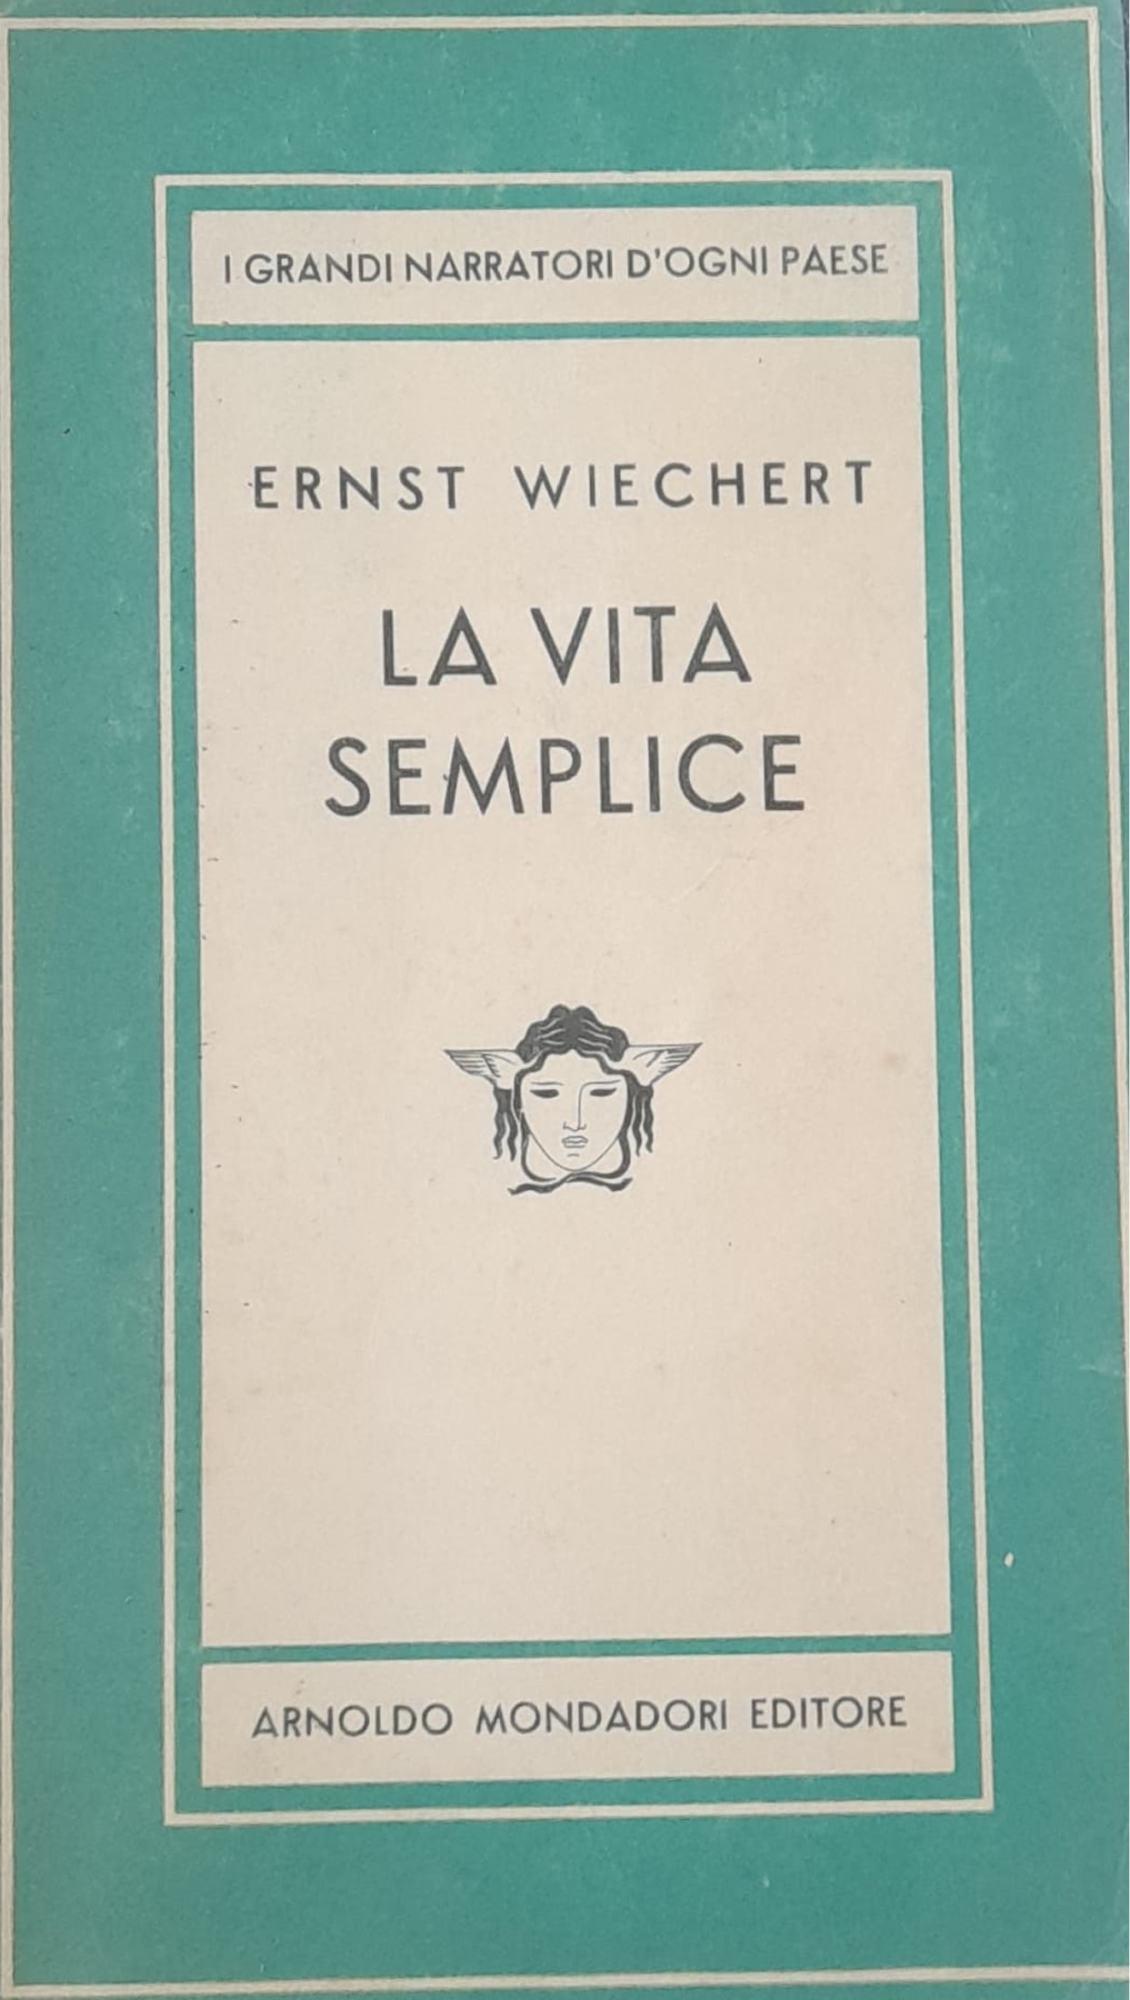 I GRANDI NARRATORI D'OGNI PAESE
ERNST WIECHERT
LA VITA
SEMPLICE
ARNOLDO MONDADORI EDITORE